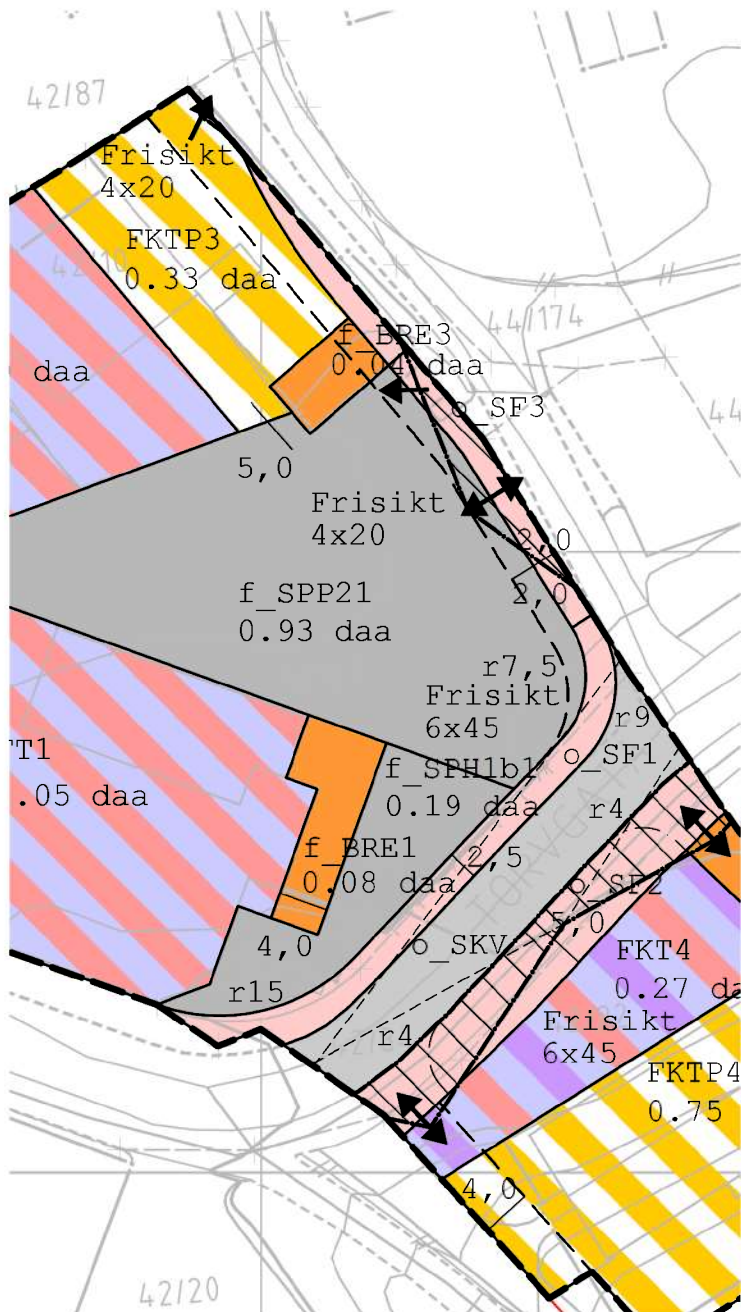 42/87
Frisikt
4x20
FKTP3
0.33 daa
44/174
f_BRE3
0.04 daa
daa
o_SF3
44
5,0
Frisikt
4x20
2,0
f_SPP21
0.93 daa
2,0
r7,5
Frisikt
6x45
r9
o_SF1
T1
.05 daa
f_SPH1b1
0.19 daa
r4
f_BRE1
0.08 daa
2,5
o_SF2
5,0
4,0
o_SKV
FKT4
0.27 da
r15
Frisikt
6x45
r4
FKTP4
0.75
4,0
42/20